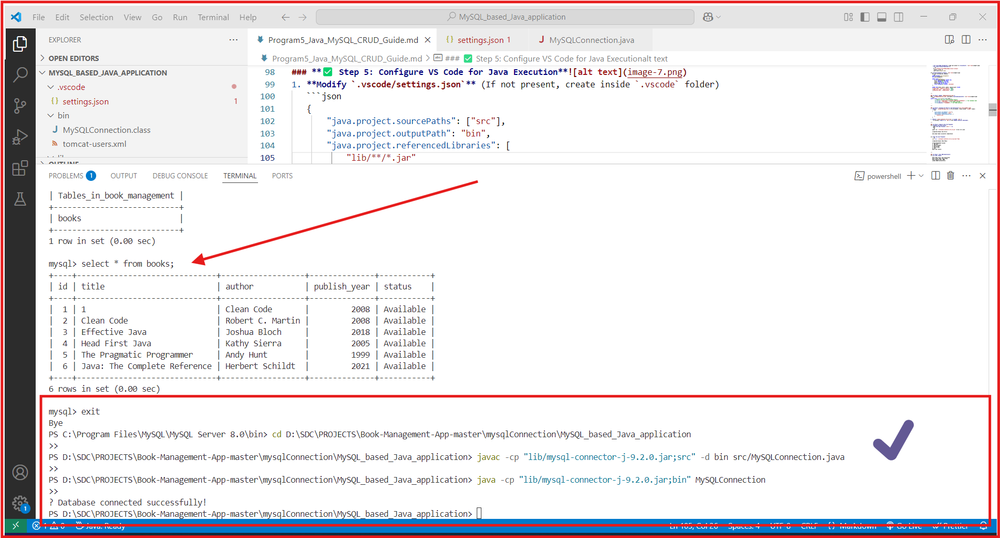 File Edit Selection View Go Run Terminal Help
MySQL_based_Java_application
EXPLORER
OPEN EDITORS
MYSQL_BASED_JAVA_APPLICATION
.vscode
{} settings.json 1
bin
J MySQLConnection.class
tomcat-users.xml
OUTLINE
Program5_Java_MySQL_CRUD_Guide.md
{} settings.json 1
J MySQLConnection.java
Program5_Java_MySQL_CRUD_Guide.md > abc ### ✅ Step 5: Configure VS Code for Java Executionalt text
98 ### **✅ Step 5: Configure VS Code for Java Execution**![alt text](image-7.png)
99 1. **Modify `.vscode/settings.json`** (If not present, create inside `.vscode` folder)
100 ```json
101 {
102 "java.project.sourcePaths": ["src"],
103 "java.project.outputPath": "bin",
104 "java.project.referencedLibraries": [
105 "lib/**/*.jar"
PROBLEMS 1 OUTPUT DEBUG CONSOLE TERMINAL PORTS
powershell
| Tables_in_book_management |
+---------------------------+
| books                     |
+---------------------------+
1 row in set (0.00 sec)
mysql> select * from books;
+----+------------------------------+------------------+--------------+-----------+
| id | title                        | author           | publish_year | status    |
+----+------------------------------+------------------+--------------+-----------+
|  1 | 1                            | Clean Code       |         2008 | Available |
|  2 | Clean Code                   | Robert C. Martin |         2008 | Available |
|  3 | Effective Java               | Joshua Bloch     |         2018 | Available |
|  4 | Head First Java              | Kathy Sierra     |         2005 | Available |
|  5 | The Pragmatic Programmer     | Andy Hunt        |         1999 | Available |
|  6 | Java: The Complete Reference | Herbert Schildt  |         2021 | Available |
+----+------------------------------+------------------+--------------+-----------+
6 rows in set (0.00 sec)
mysql> exit
Bye
PS C:\Program Files\MySQL\MySQL Server 8.0\bin> cd D:\SDC\PROJECTS\Book-Management-App-master\mysqlConnection\MySQL_based_Java_application
>>
PS D:\SDC\PROJECTS\Book-Management-App-master\mysqlConnection\MySQL_based_Java_application> javac -cp "lib/mysql-connector-j-9.2.0.jar;src" -d bin src/MySQLConnection.java
>>
PS D:\SDC\PROJECTS\Book-Management-App-master\mysqlConnection\MySQL_based_Java_application> java -cp "lib/mysql-connector-j-9.2.0.jar;bin" MySQLConnection
>>
? Database connected successfully!
PS D:\SDC\PROJECTS\Book-Management-App-master\mysqlConnection\MySQL_based_Java_application>
1
1 0 Java: Ready Ln 105, Col 26 Spaces: 4 UTF-8 CRLF {} Markdown Go Live Prettier